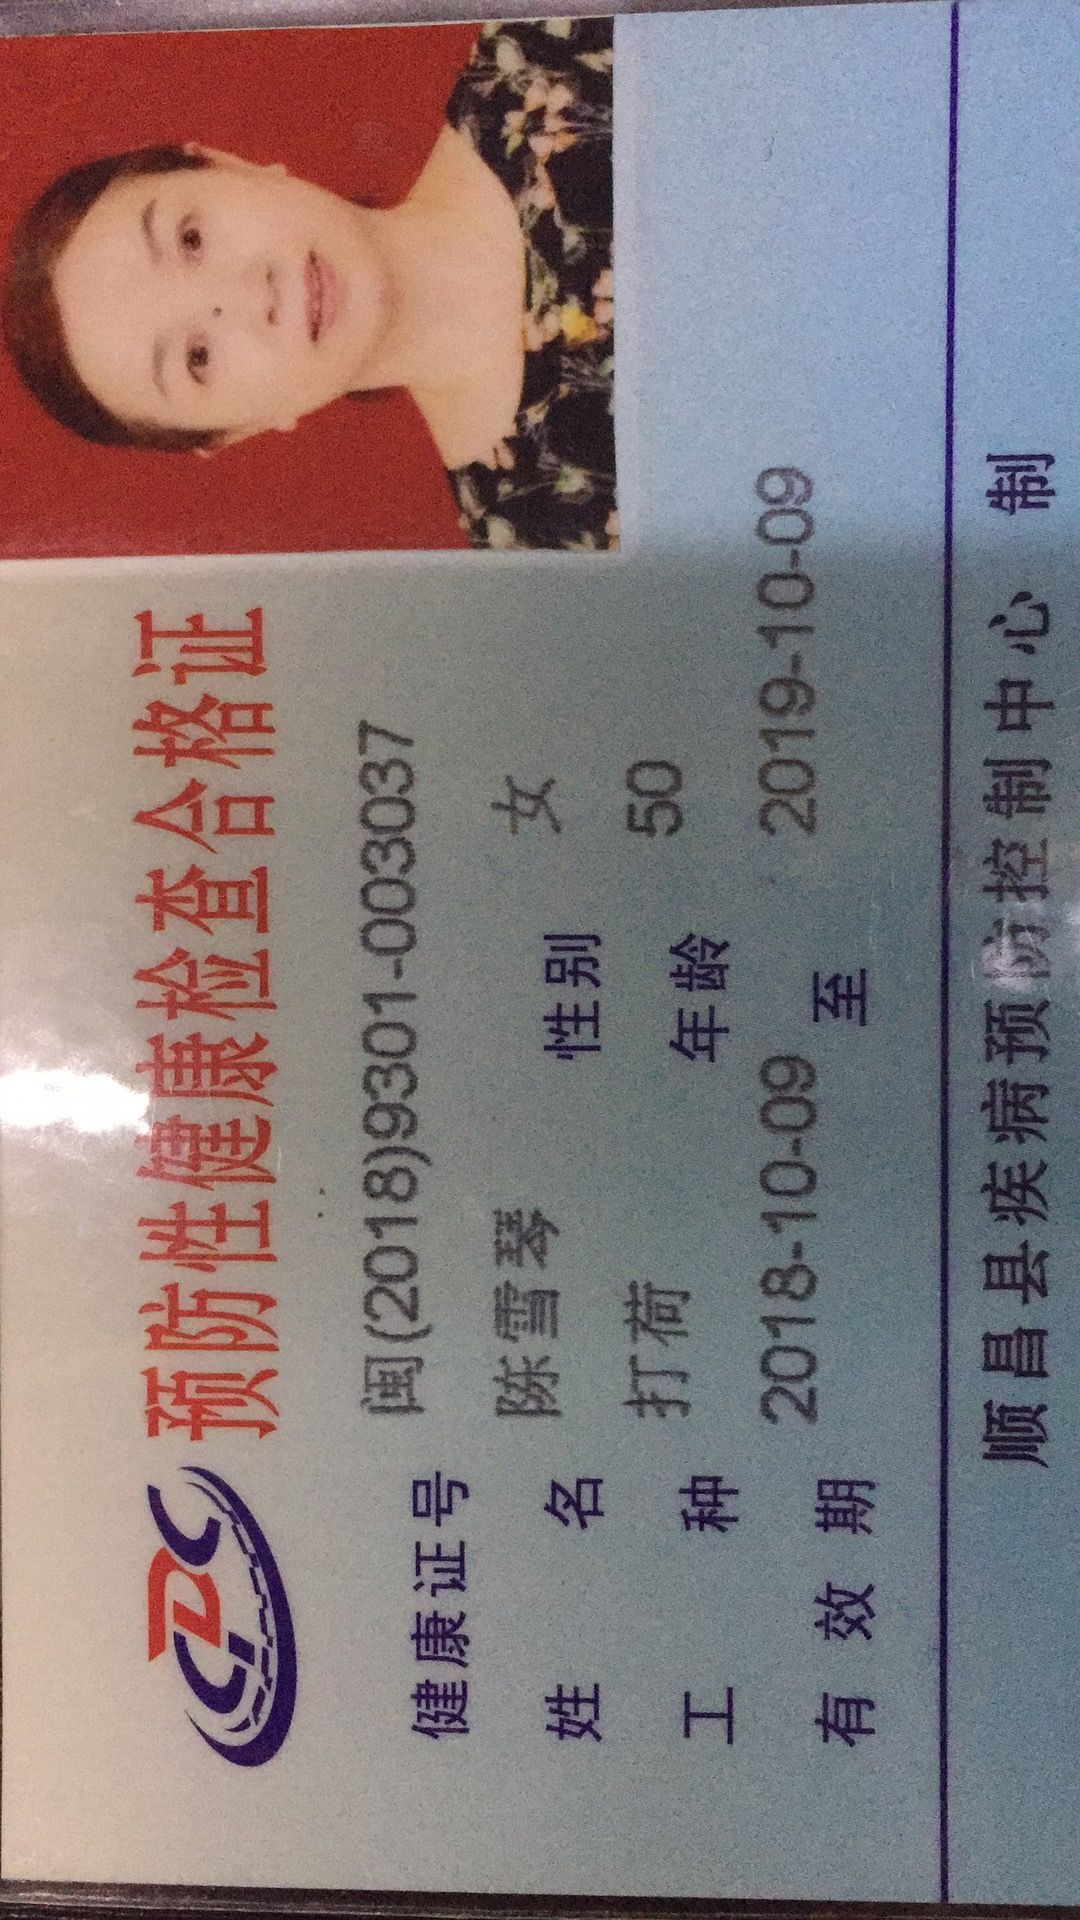 CDC 预防性健康检查合格证
健康证号 闽(2018)9301-003037
姓名 陈雪琴 性别 女
工种 打荷 年龄 50
有效期 2018-10-09 至 2019-10-09
顺昌县疾病预防控制中心 制